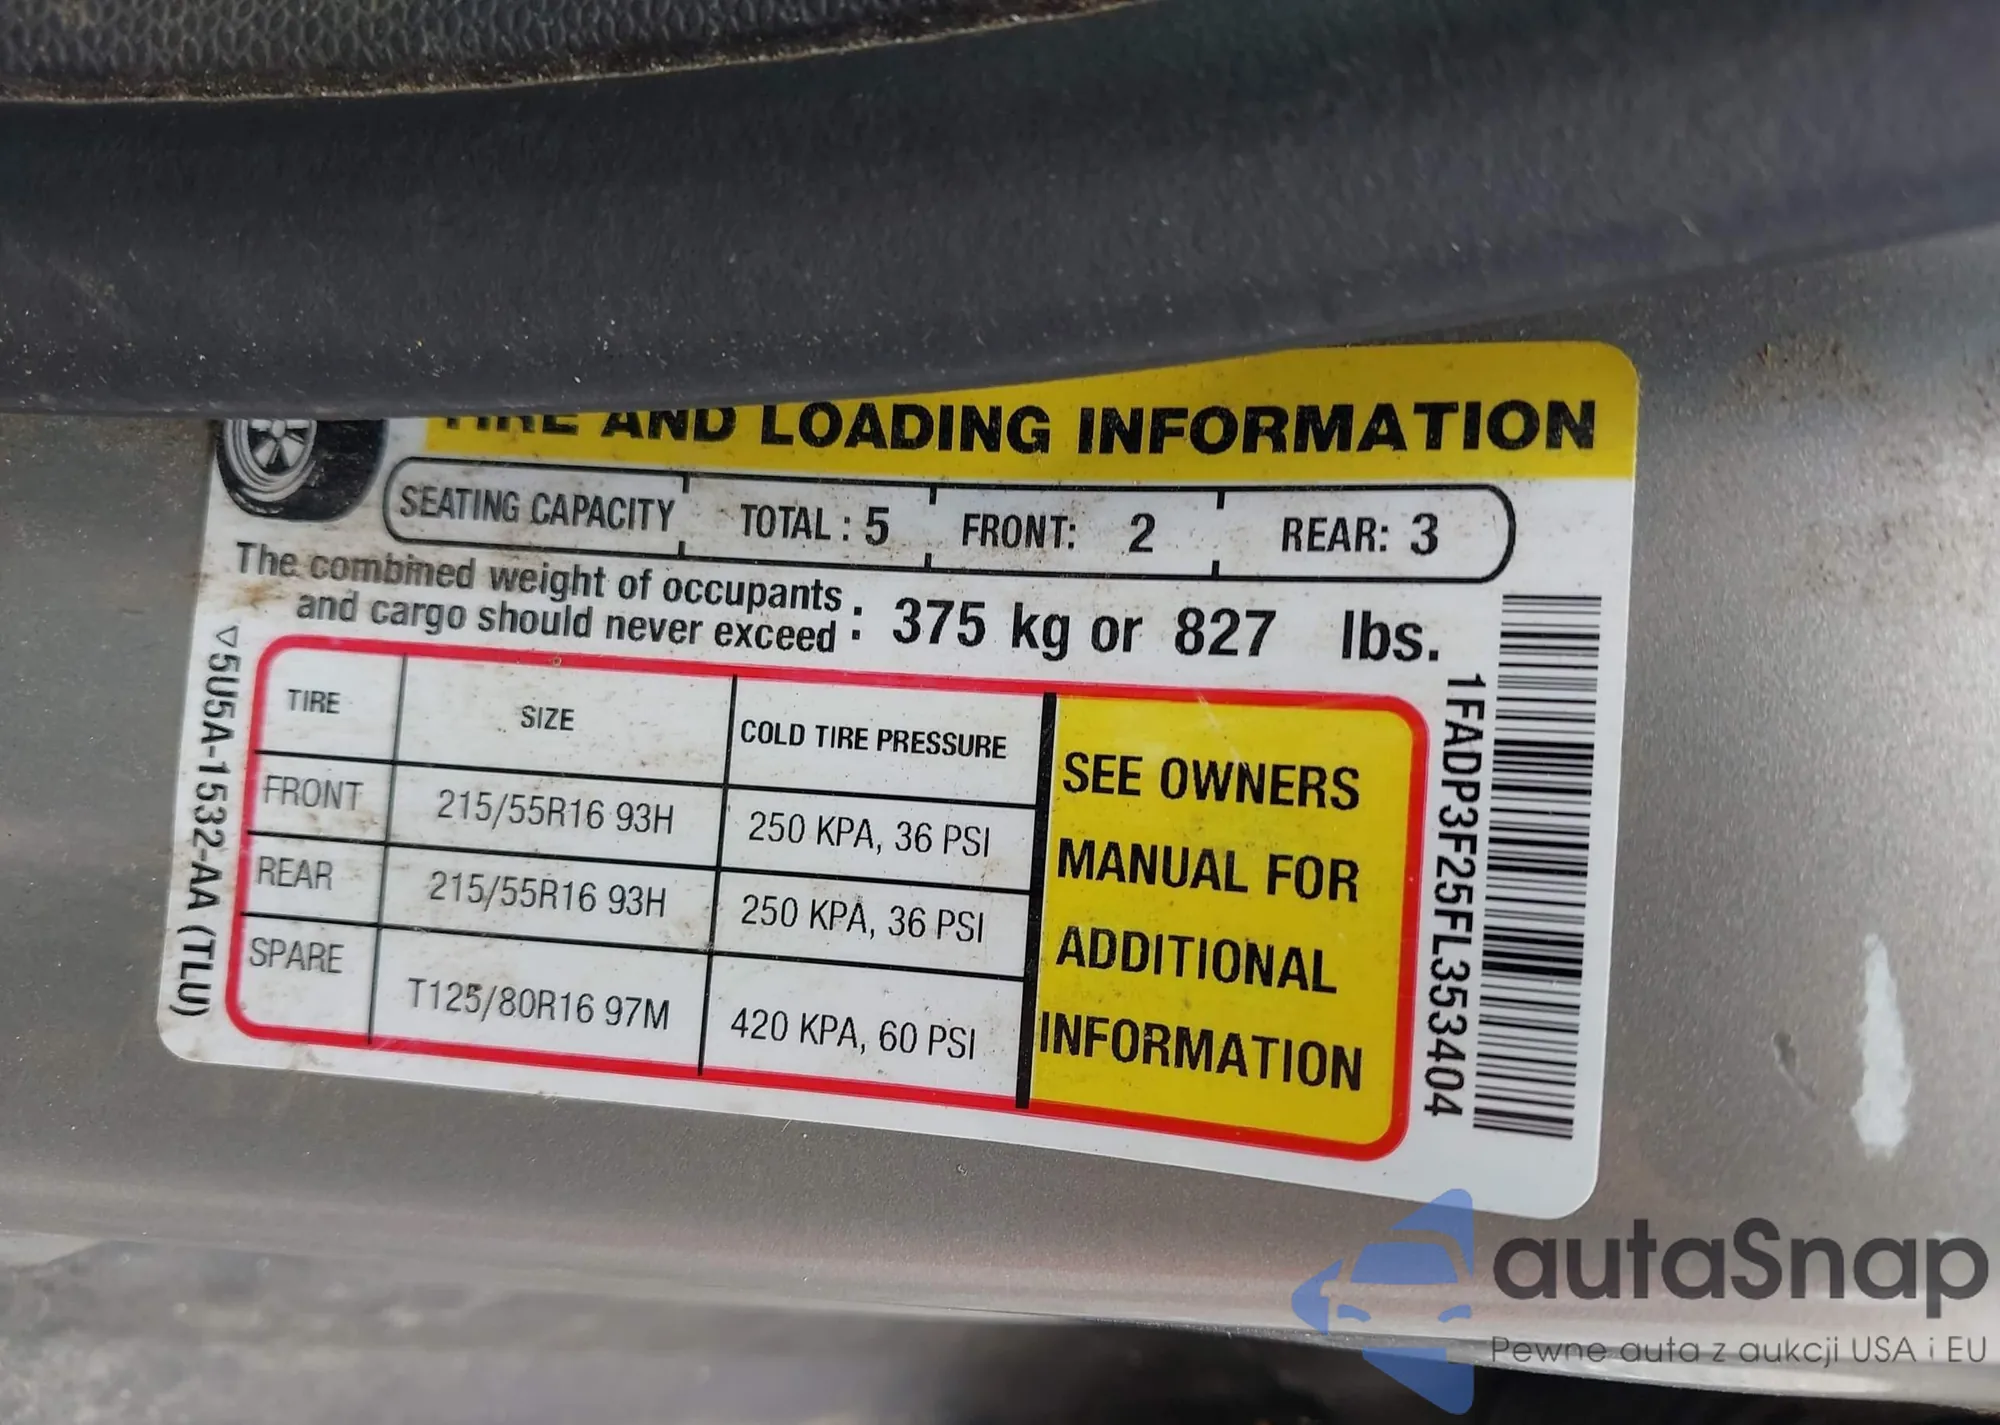 TIRE AND LOADING INFORMATION
SEATING CAPACITY TOTAL : 5 FRONT: 2 REAR: 3
The combined weight of occupants
and cargo should never exceed : 375 kg or 827 lbs.
TIRE SIZE COLD TIRE PRESSURE
FRONT 215/55R16 93H 250 KPA, 36 PSI
REAR 215/55R16 93H 250 KPA, 36 PSI
SPARE T125/80R16 97M 420 KPA, 60 PSI
SEE OWNERS
MANUAL FOR
ADDITIONAL
INFORMATION
▽5U5A-1532-AA (TLU)
1FADP3F25FL353404
autaSnap
Pewne auta z aukcji USA i EU